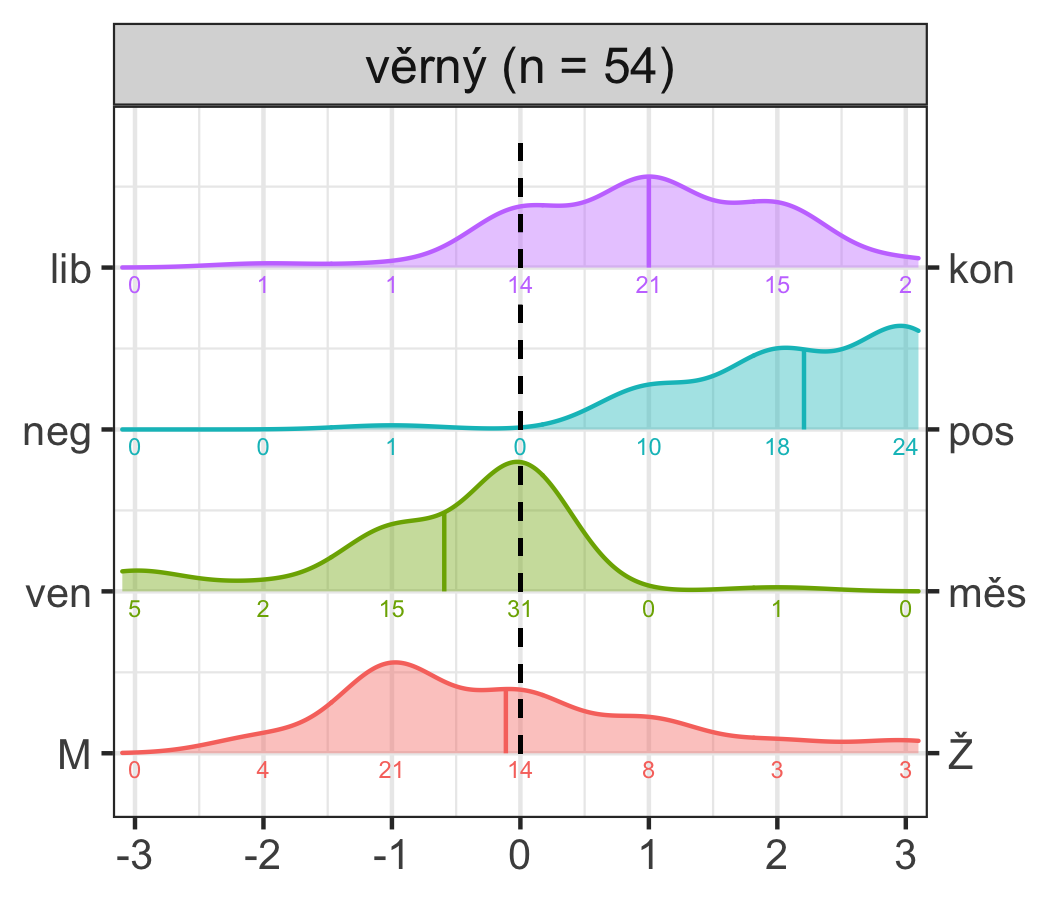 věrný (n = 54)
lib kon
0 1 1 14 21 15 2
neg pos
0 0 1 0 10 18 24
ven měs
5 2 15 31 0 1 0
M Ž
0 4 21 14 8 3 3
-3 -2 -1 0 1 2 3